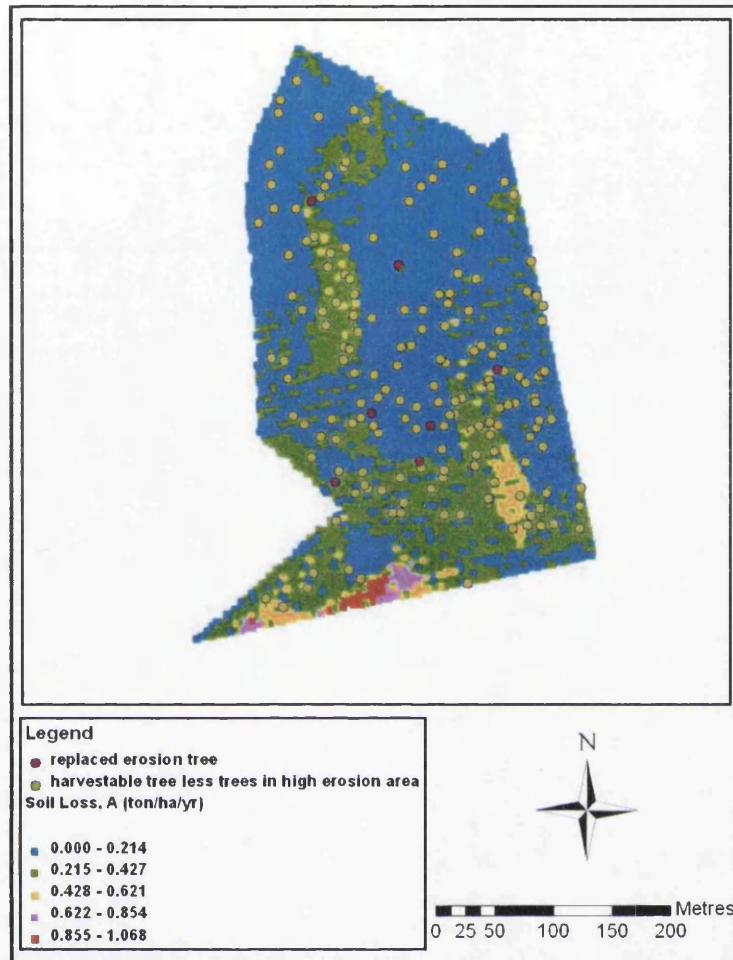 Legend
replaced erosion tree
harvestable tree less trees in high erosion area
Soil Loss, A (ton/ha/yr)
0.000 - 0.214
0.215 - 0.427
0.428 - 0.621
0.622 - 0.854
0.855 - 1.068
N
Metres
0 25 50 100 150 200